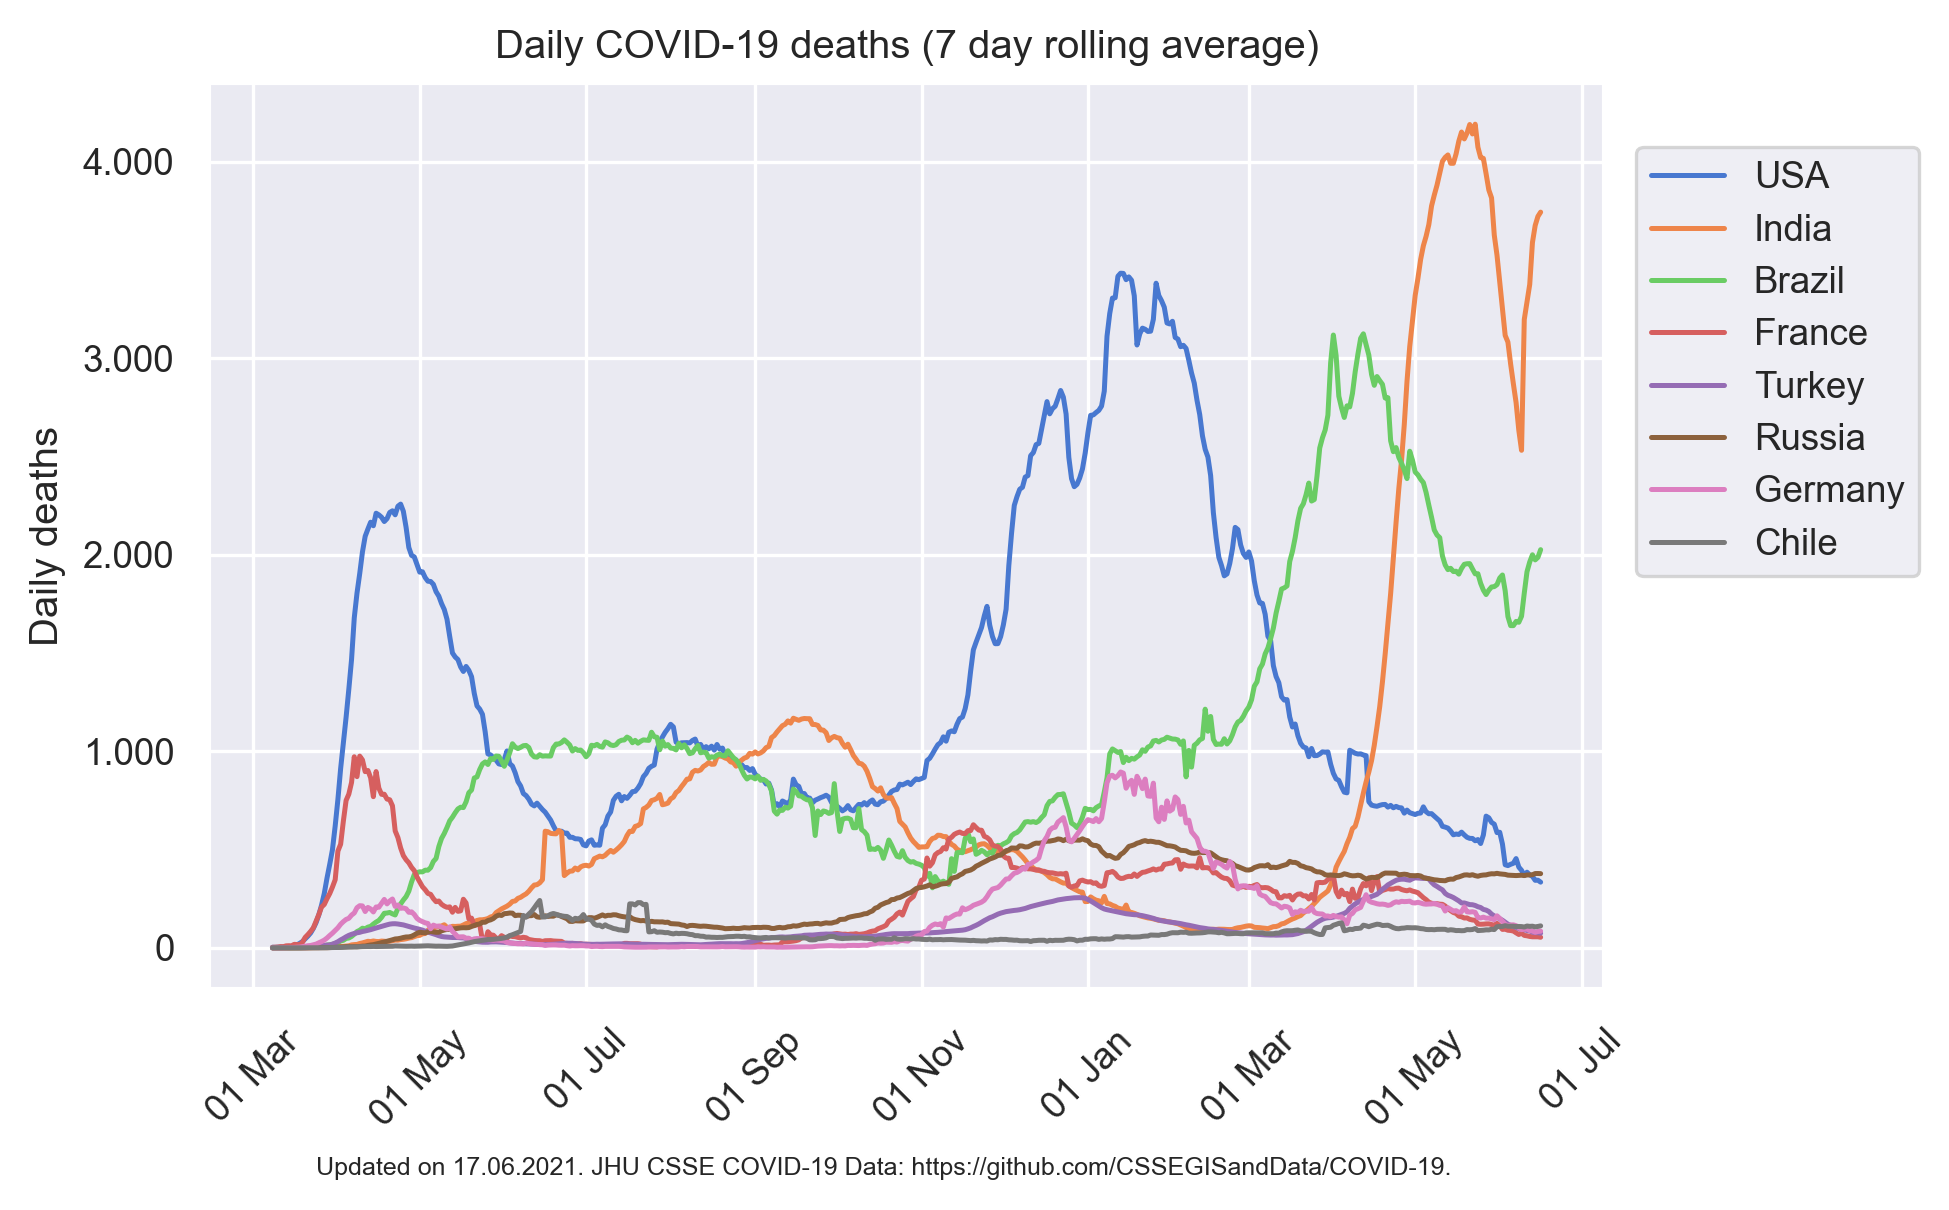 Daily COVID-19 deaths (7 day rolling average)
Daily deaths
4.000
3.000
2.000
1.000
0
01 Mar
01 May
01 Jul
01 Sep
01 Nov
01 Jan
01 Mar
01 May
01 Jul
USA
India
Brazil
France
Turkey
Russia
Germany
Chile
Updated on 17.06.2021. JHU CSSE COVID-19 Data: https://github.com/CSSEGISandData/COVID-19.